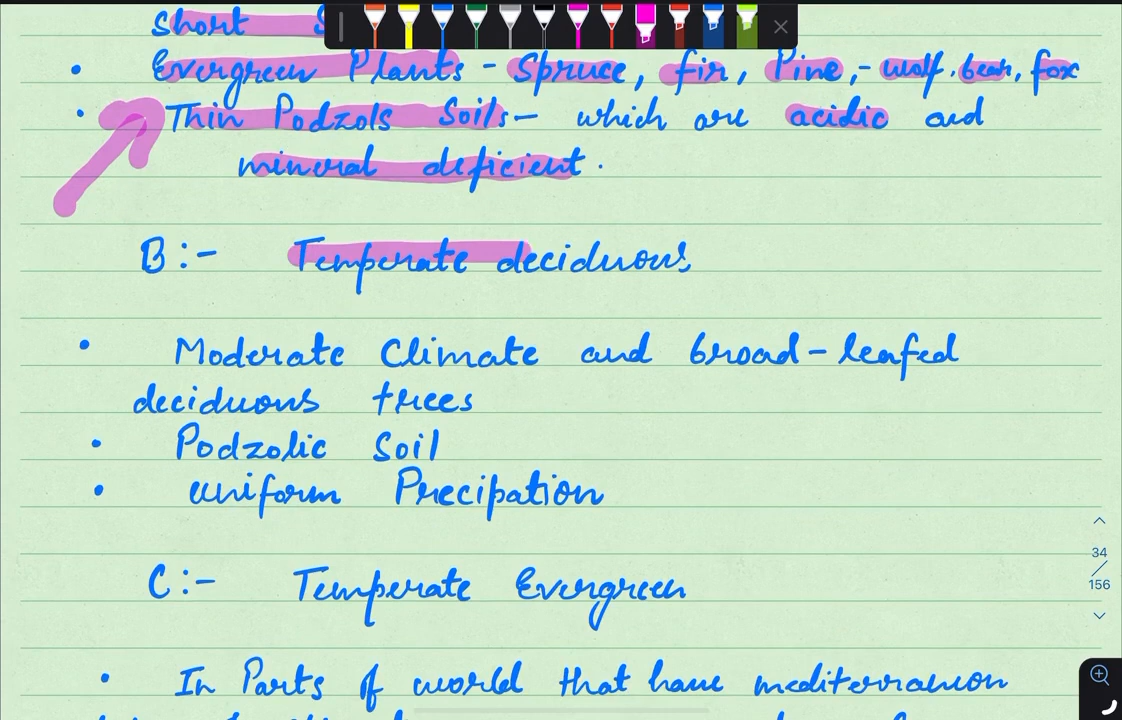 Short S
• Evergreen Plants - Spruce, fir, Pine,- wolf, bear, fox
• Thin Podzols Soils- which are acidic and
mineral deficient.
B:- Temperate deciduous
• Moderate Climate and broad-leafed
deciduous trees
• Podzolic Soil
• uniform Precipation
34
/
156
C:- Temperate Evergreen
• In Parts of world that have mediterranean